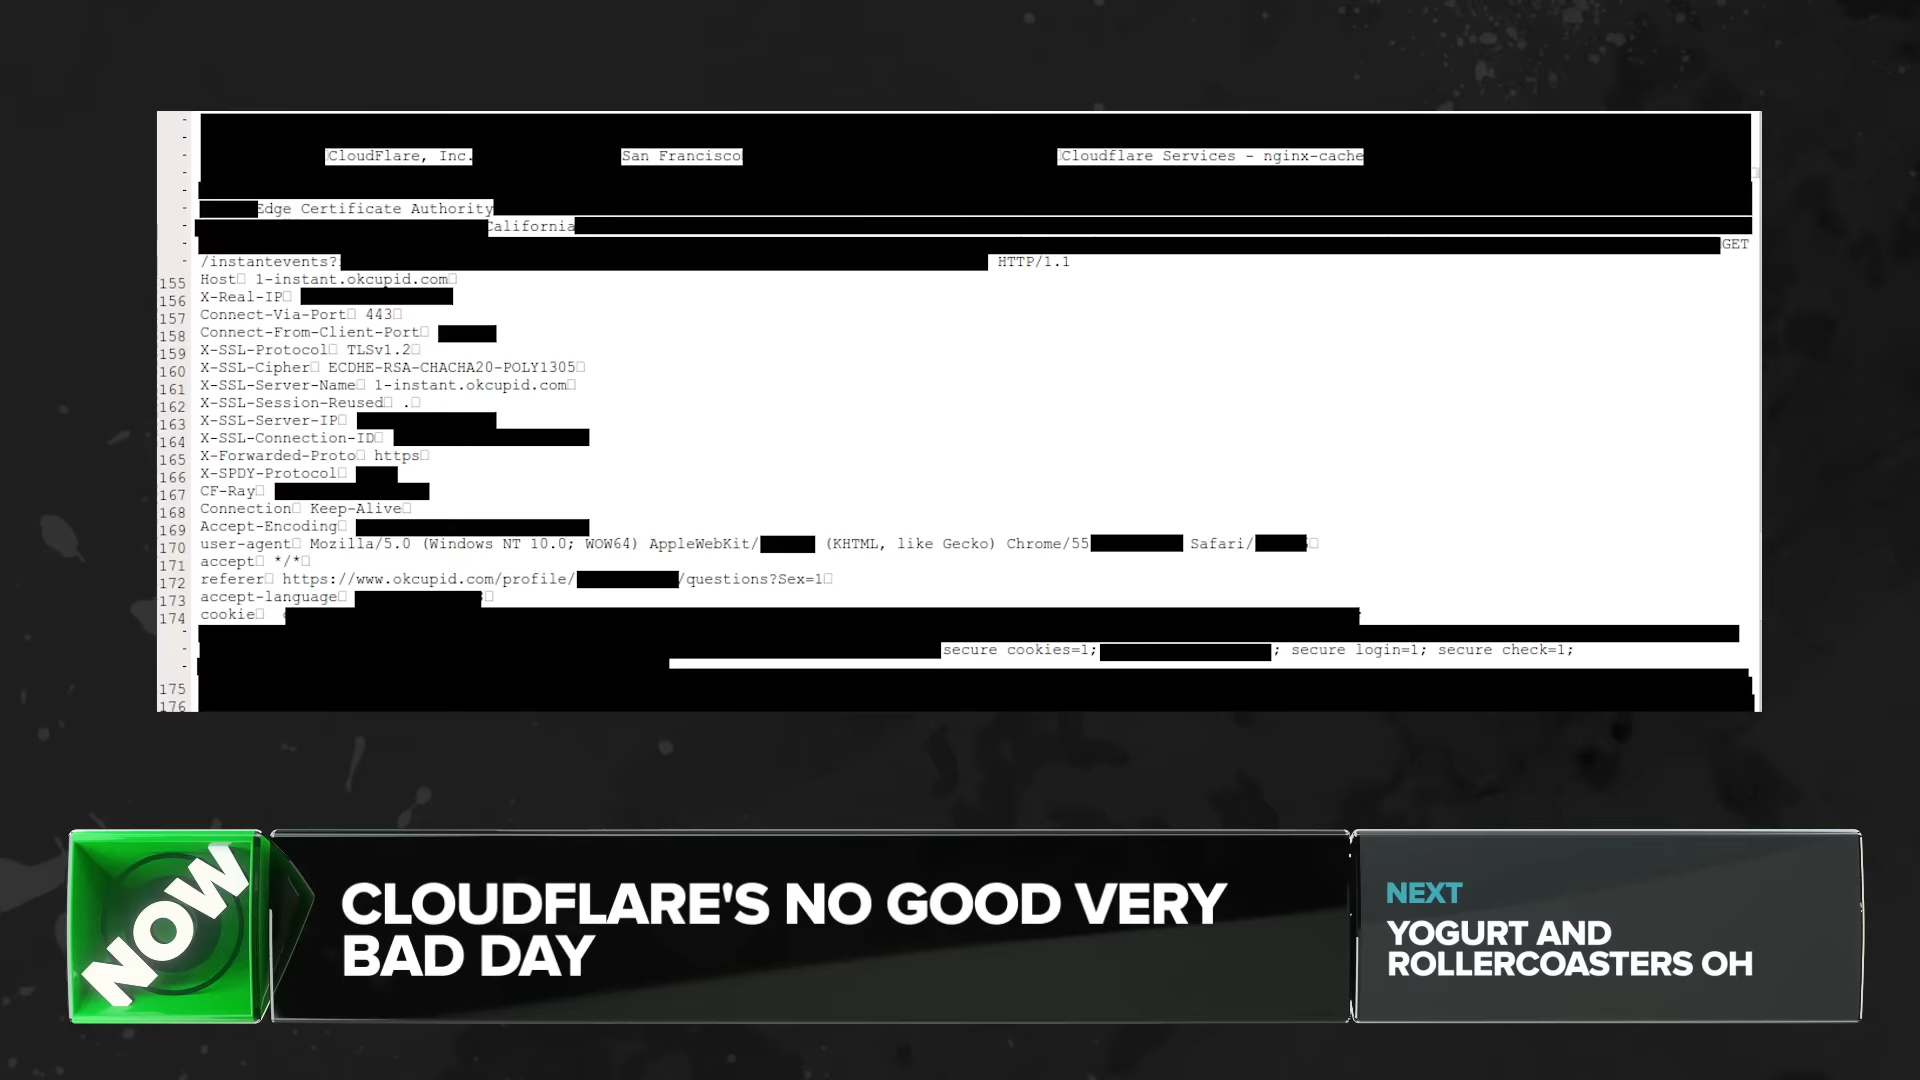 CloudFlare, Inc. San Francisco Cloudflare Services - nginx-cache
Edge Certificate Authority
California
GET
/instantevents? HTTP/1.1
155 Host 1-instant.okcupid.com
156 X-Real-IP
157 Connect-Via-Port 443
158 Connect-From-Client-Port
159 X-SSL-Protocol TLSv1.2
160 X-SSL-Cipher ECDHE-RSA-CHACHA20-POLY1305
161 X-SSL-Server-Name 1-instant.okcupid.com
162 X-SSL-Session-Reused .
163 X-SSL-Server-IP
164 X-SSL-Connection-ID
165 X-Forwarded-Proto https
166 X-SPDY-Protocol
167 CF-Ray
168 Connection Keep-Alive
169 Accept-Encoding
170 user-agent Mozilla/5.0 (Windows NT 10.0; WOW64) AppleWebKit/ (KHTML, like Gecko) Chrome/55 Safari/
171 accept */*
172 referer https://www.okcupid.com/profile/ /questions?Sex=1
173 accept-language
174 cookie
secure cookies=1; ; secure login=1; secure check=1;
175
176
NOW
CLOUDFLARE'S NO GOOD VERY
BAD DAY
NEXT
YOGURT AND
ROLLERCOASTERS OH